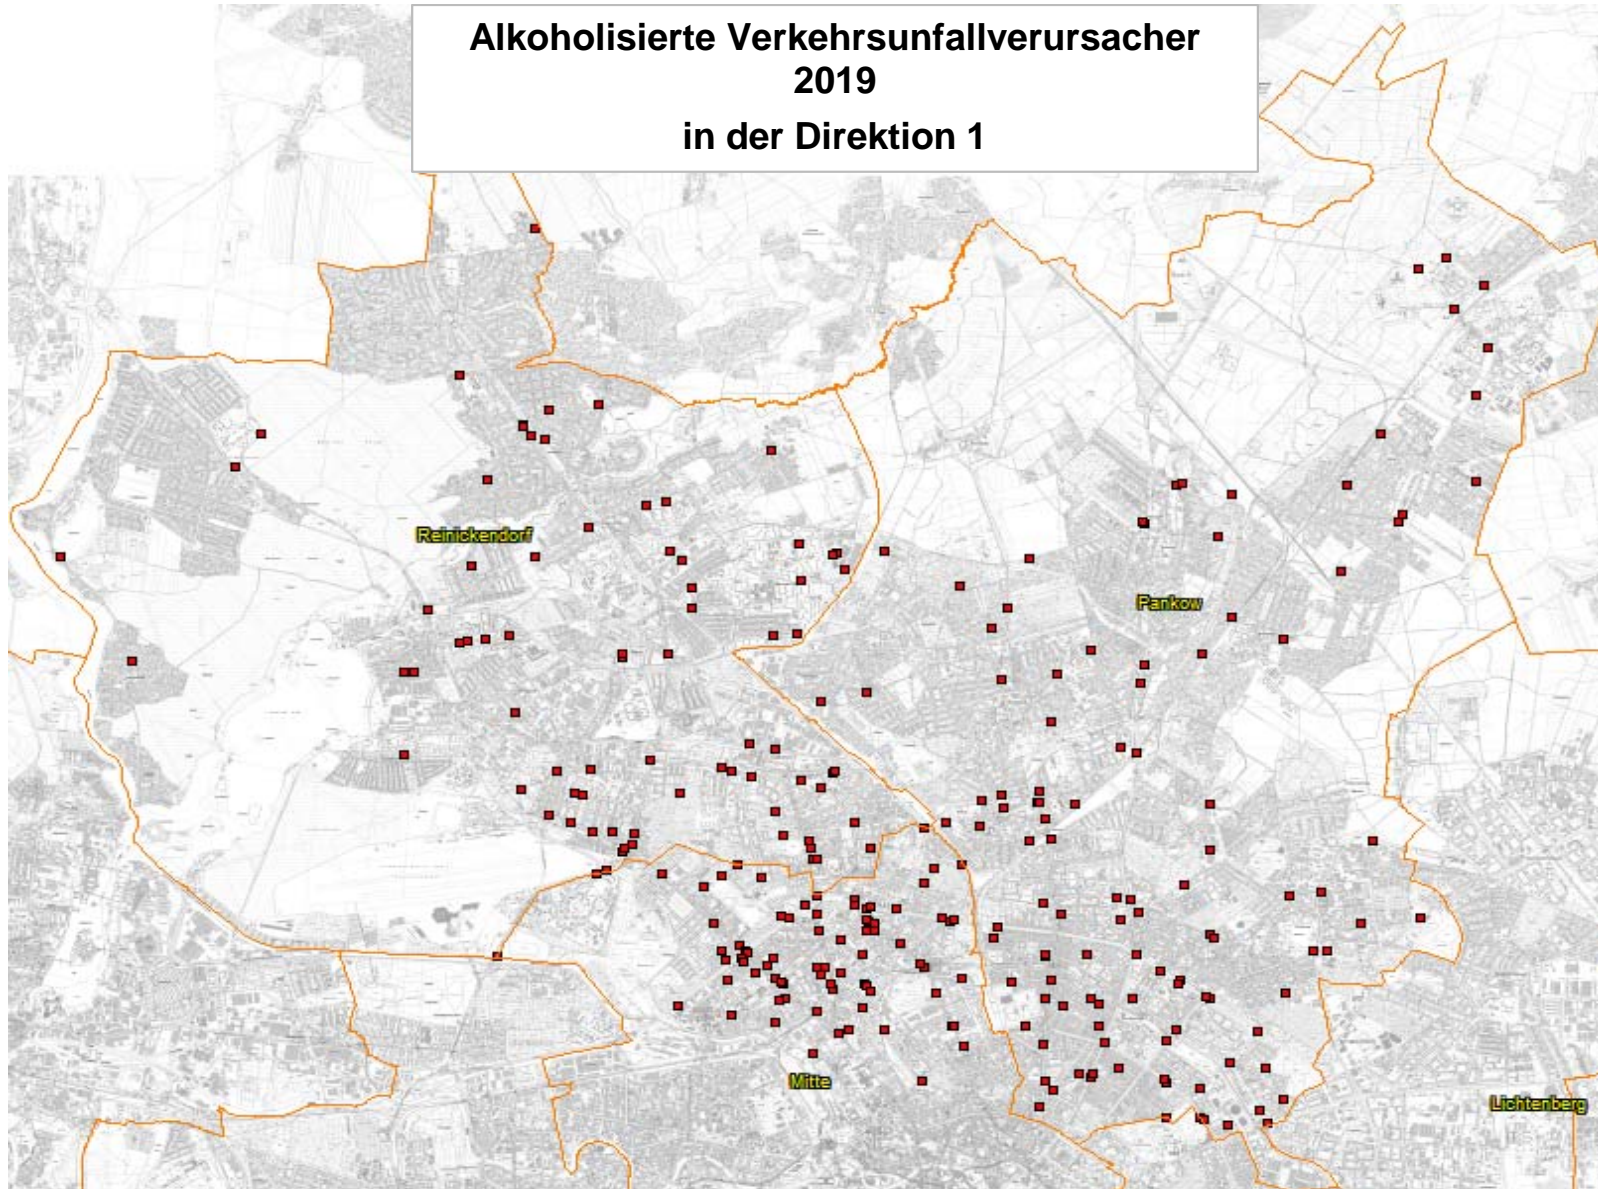 Alkoholisierte Verkehrsunfallverursacher
2019
in der Direktion 1
Reinickendorf
Pankow
Mitte
Lichtenberg